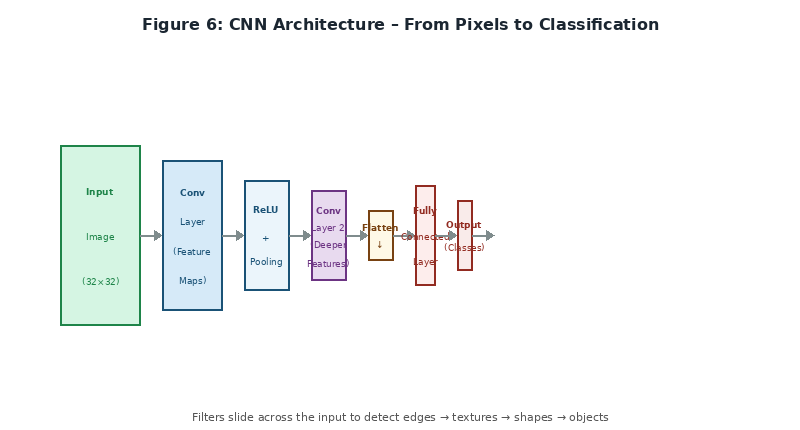 Figure 6: CNN Architecture – From Pixels to Classification
Input
Image
(32×32)
Conv
Layer
(Feature
Maps)
ReLU
+
Pooling
Conv
Layer 2
Deeper
Features)
Flatten
↓
Fully
Connected
Layer
Output
(Classes)
Filters slide across the input to detect edges → textures → shapes → objects